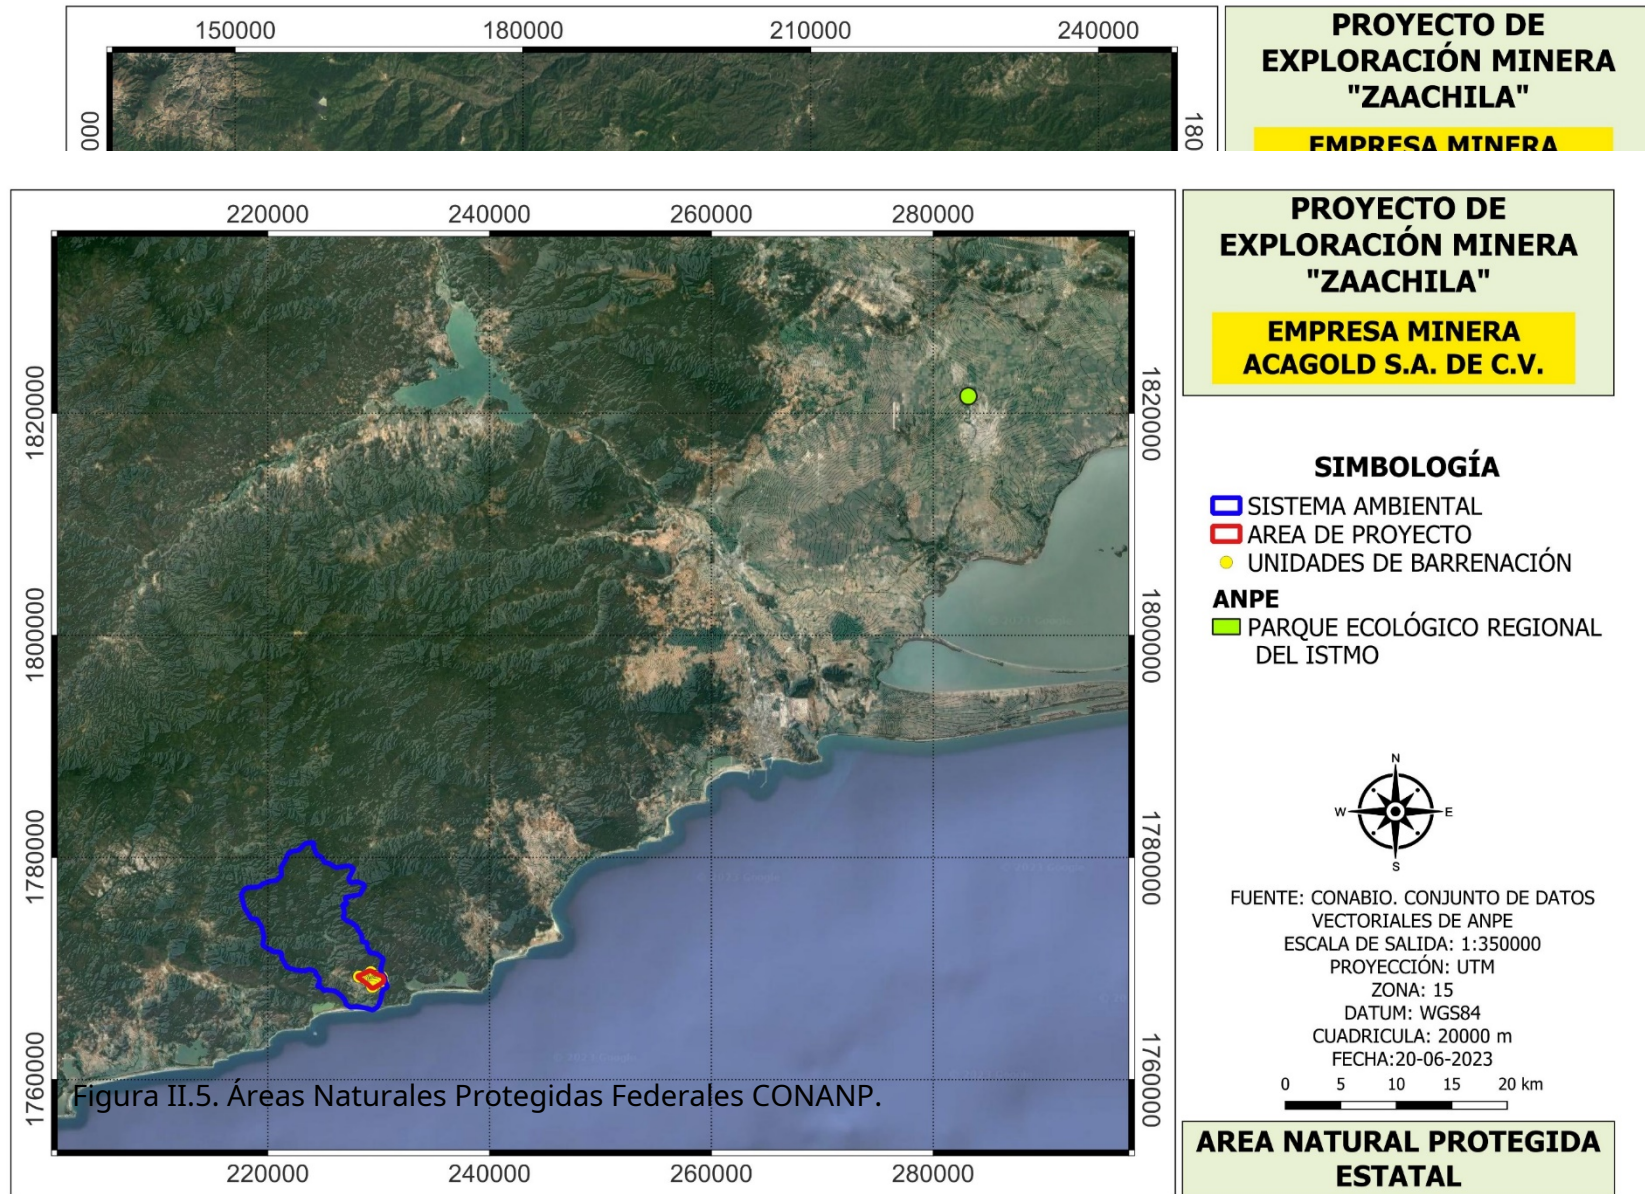 150000 180000 210000 240000
000
180
PROYECTO DE
EXPLORACIÓN MINERA
"ZAACHILA"
EMPRESA MINERA
220000 240000 260000 280000
1820000
1800000
1780000
1760000
1820000
1800000
1780000
1760000
Figura II.5. Áreas Naturales Protegidas Federales CONANP.
220000 240000 260000 280000
PROYECTO DE
EXPLORACIÓN MINERA
"ZAACHILA"
EMPRESA MINERA
ACAGOLD S.A. DE C.V.
SIMBOLOGÍA
SISTEMA AMBIENTAL
AREA DE PROYECTO
UNIDADES DE BARRENACIÓN
ANPE
PARQUE ECOLÓGICO REGIONAL
DEL ISTMO
N
W E
S
FUENTE: CONABIO. CONJUNTO DE DATOS
VECTORIALES DE ANPE
ESCALA DE SALIDA: 1:350000
PROYECCIÓN: UTM
ZONA: 15
DATUM: WGS84
CUADRICULA: 20000 m
FECHA:20-06-2023
0 5 10 15 20 km
AREA NATURAL PROTEGIDA
ESTATAL